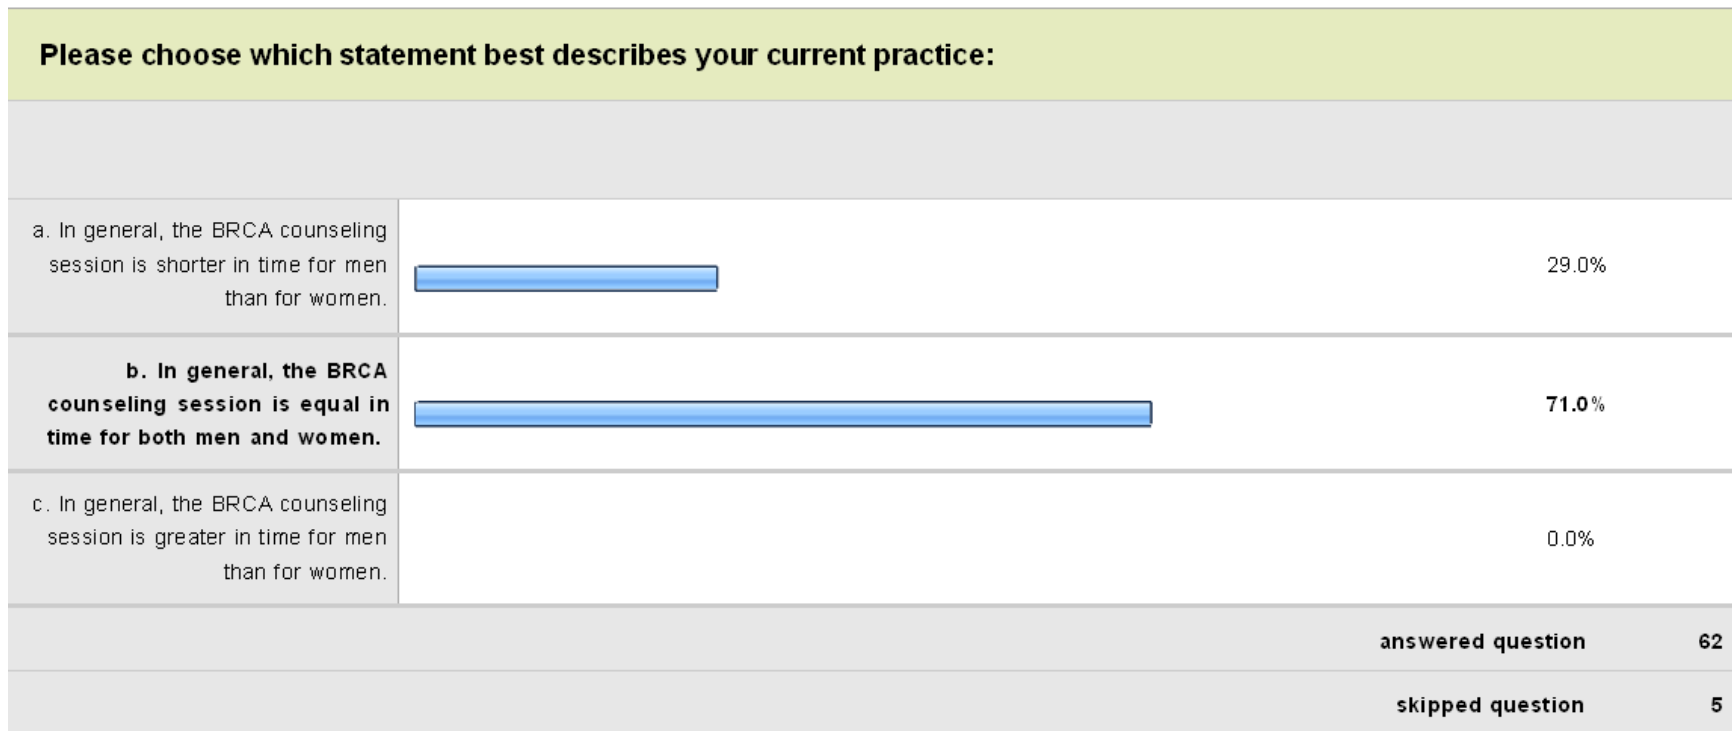 Please choose which statement best describes your current practice:
a. In general, the BRCA counseling
session is shorter in time for men
than for women.
29.0%
b. In general, the BRCA
counseling session is equal in
time for both men and women.
71.0%
c. In general, the BRCA counseling
session is greater in time for men
than for women.
0.0%
answered question 62
skipped question 5